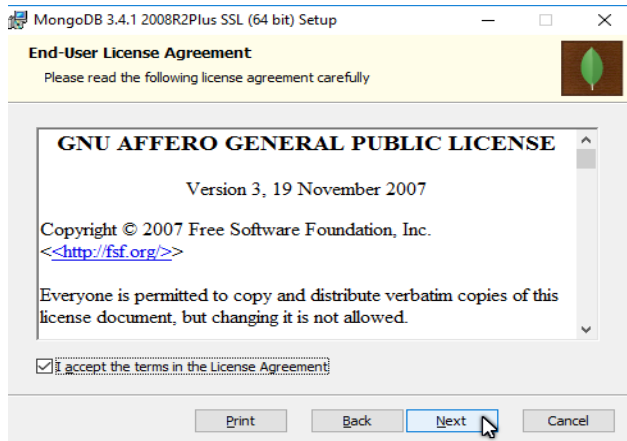 MongoDB 3.4.1 2008R2Plus SSL (64 bit) Setup
End-User License Agreement
Please read the following license agreement carefully
GNU AFFERO GENERAL PUBLIC LICENSE
Version 3, 19 November 2007
Copyright © 2007 Free Software Foundation, Inc.
<<http://fsf.org/>>
Everyone is permitted to copy and distribute verbatim copies of this
license document, but changing it is not allowed.
I accept the terms in the License Agreement
Print Back Next Cancel